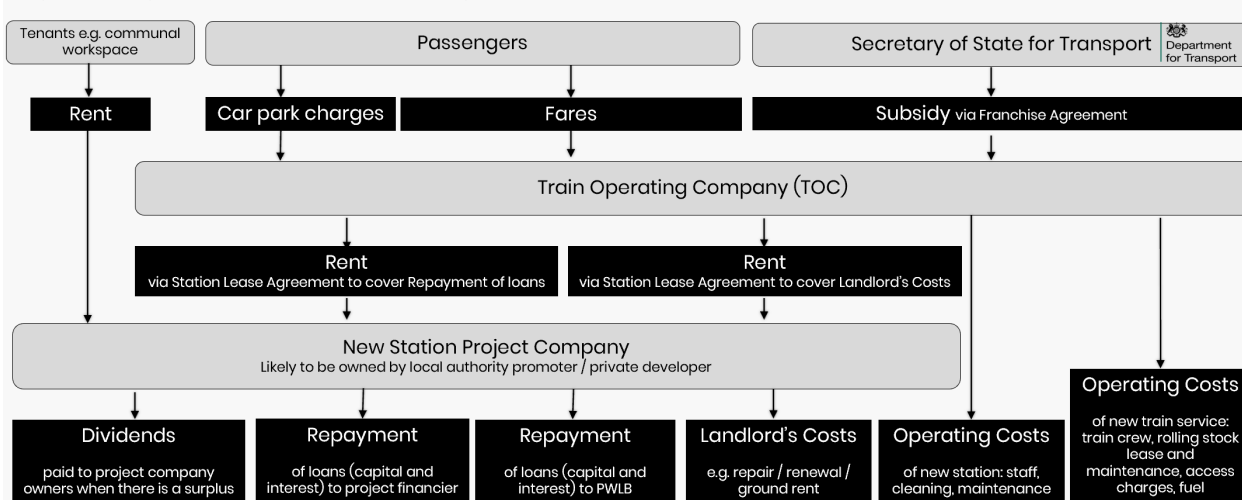 Tenants e.g. communal
workspace
Passengers
Secretary of State for Transport
Department
for Transport
Rent
Car park charges
Fares
Subsidy via Franchise Agreement
Train Operating Company (TOC)
Rent
via Station Lease Agreement to cover Repayment of loans
Rent
via Station Lease Agreement to cover Landlord's Costs
New Station Project Company
Likely to be owned by local authority promoter / private developer
Dividends
paid to project company
owners when there is a surplus
Repayment
of loans (capital and
interest) to project financier
Repayment
of loans (capital and
interest) to PWLB
Landlord's Costs
e.g. repair / renewal /
ground rent
Operating Costs
of new station: staff,
cleaning, maintenance
Operating Costs
of new train service:
train crew, rolling stock
lease and
maintenance, access
charges, fuel